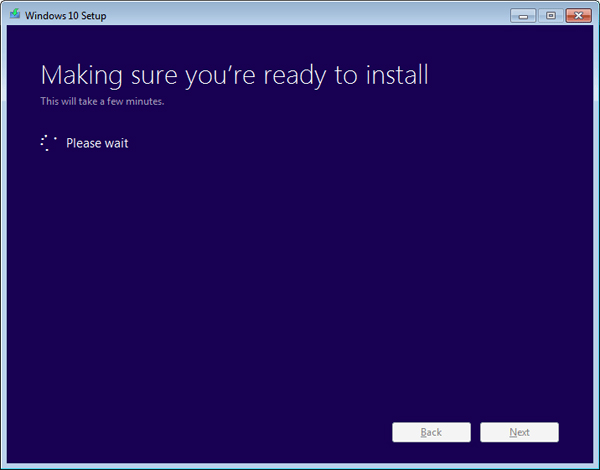 Windows 10 Setup
Making sure you're ready to install
This will take a few minutes.
Please wait
Back
Next